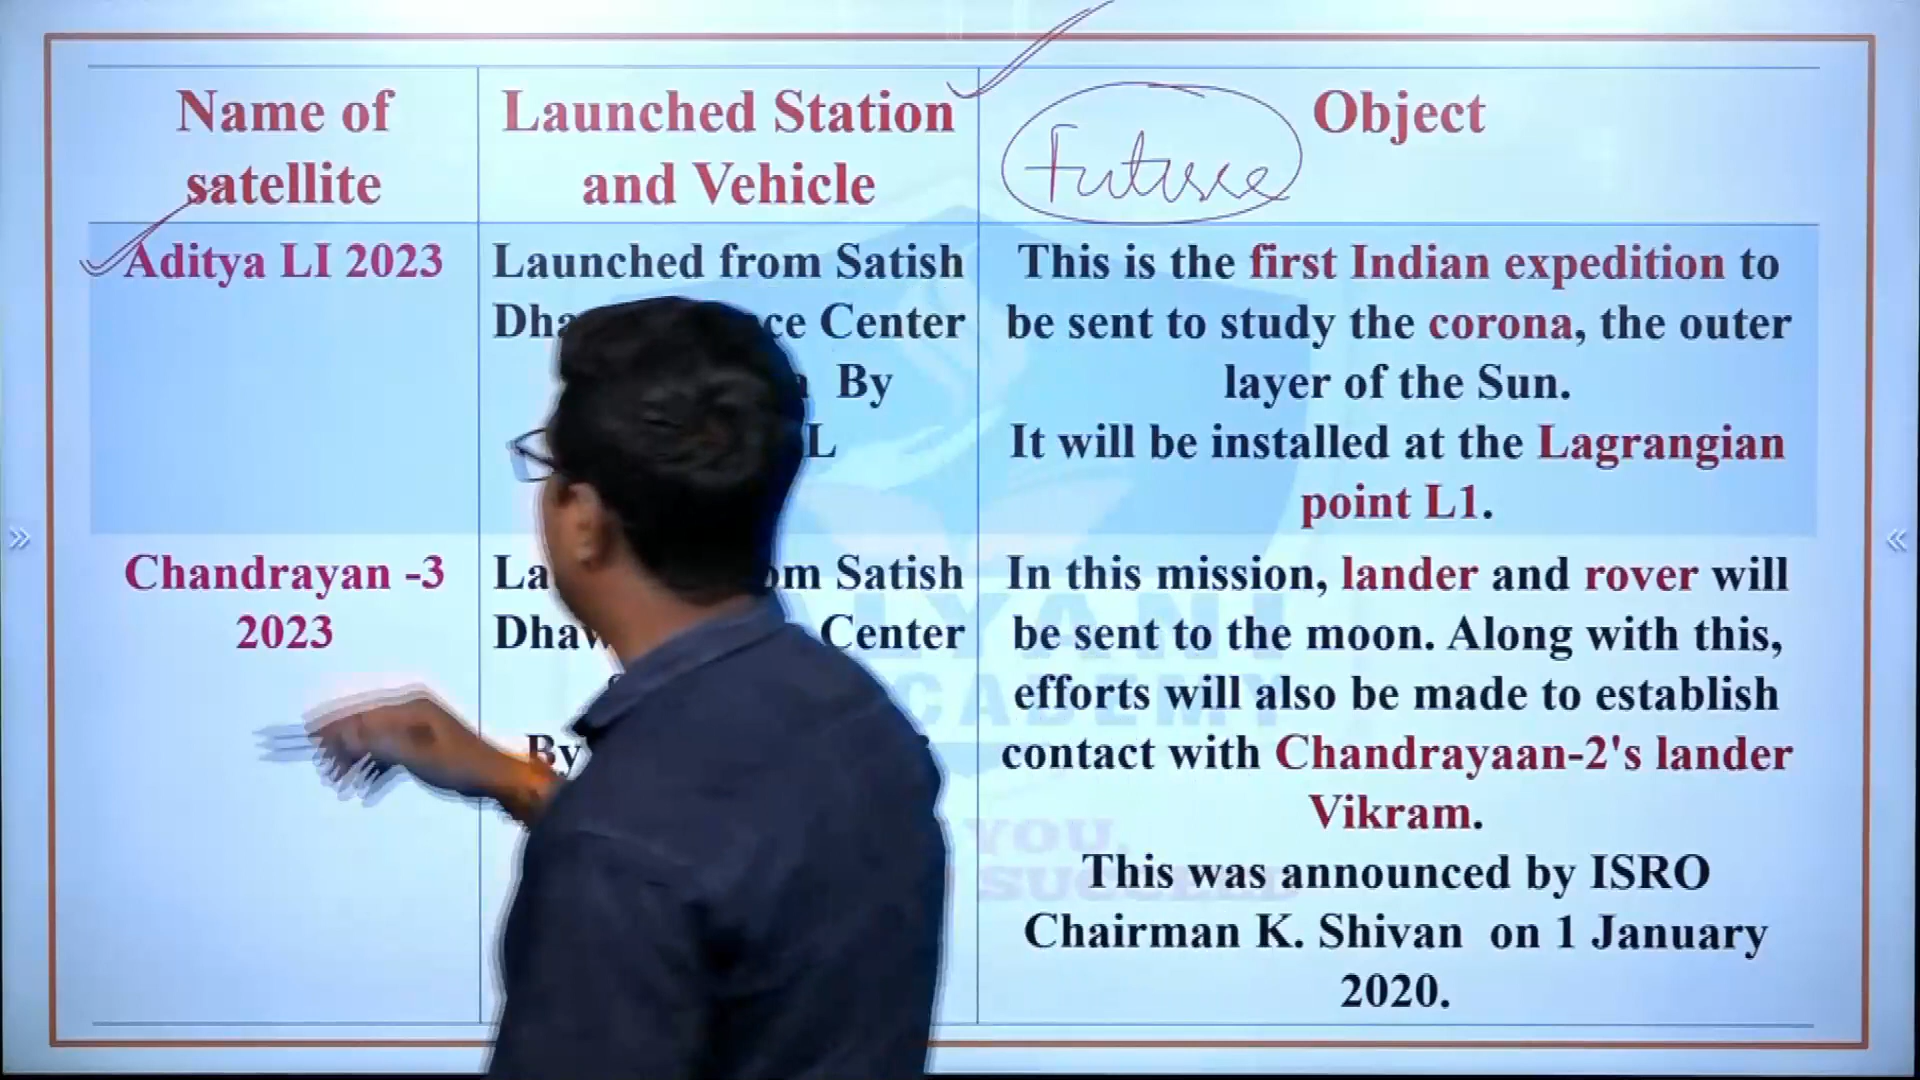 Name of
satellite
Launched Station
and Vehicle
Future
Object
Aditya LI 2023
Launched from Satish
Center
By
This is the first Indian expedition to
be sent to study the corona, the outer
layer of the Sun.
It will be installed at the Lagrangian
point L1.
Chandrayan -3
2023
Satish
Center
By
In this mission, lander and rover will
be sent to the moon. Along with this,
efforts will also be made to establish
contact with Chandrayaan-2's lander
Vikram.
This was announced by ISRO
Chairman K. Shivan on 1 January
2020.
YOU,